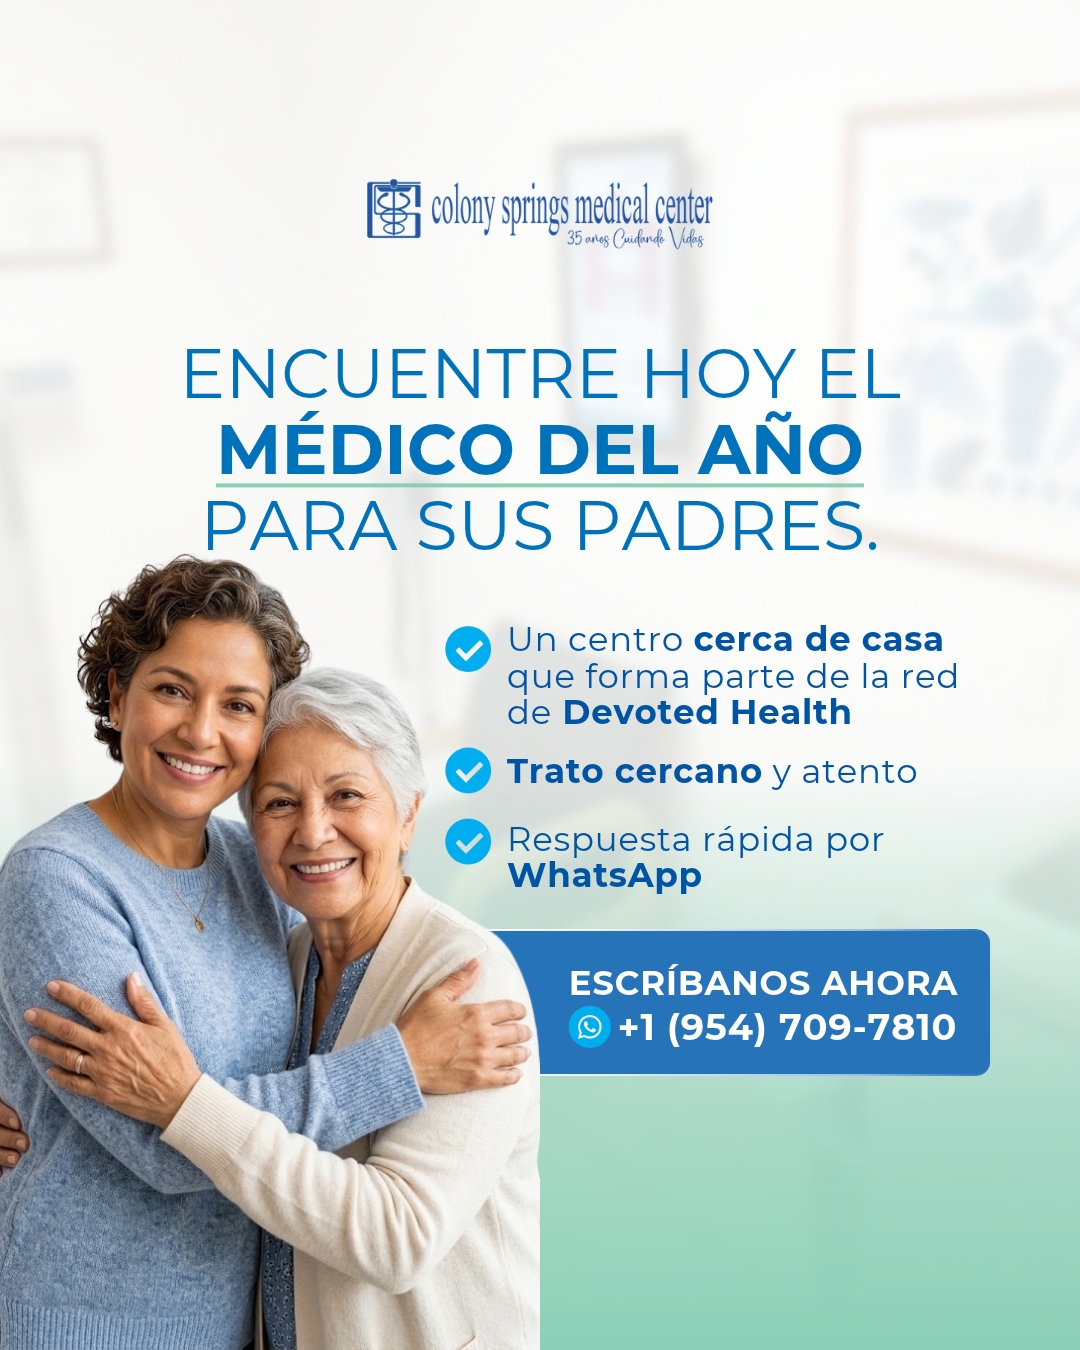 colony springs medical center
35 años Cuidando Vidas
ENCUENTRE HOY EL
MÉDICO DEL AÑO
PARA SUS PADRES.
Un centro cerca de casa
que forma parte de la red
de Devoted Health
Trato cercano y atento
Respuesta rápida por
WhatsApp
ESCRÍBANOS AHORA
+1 (954) 709-7810